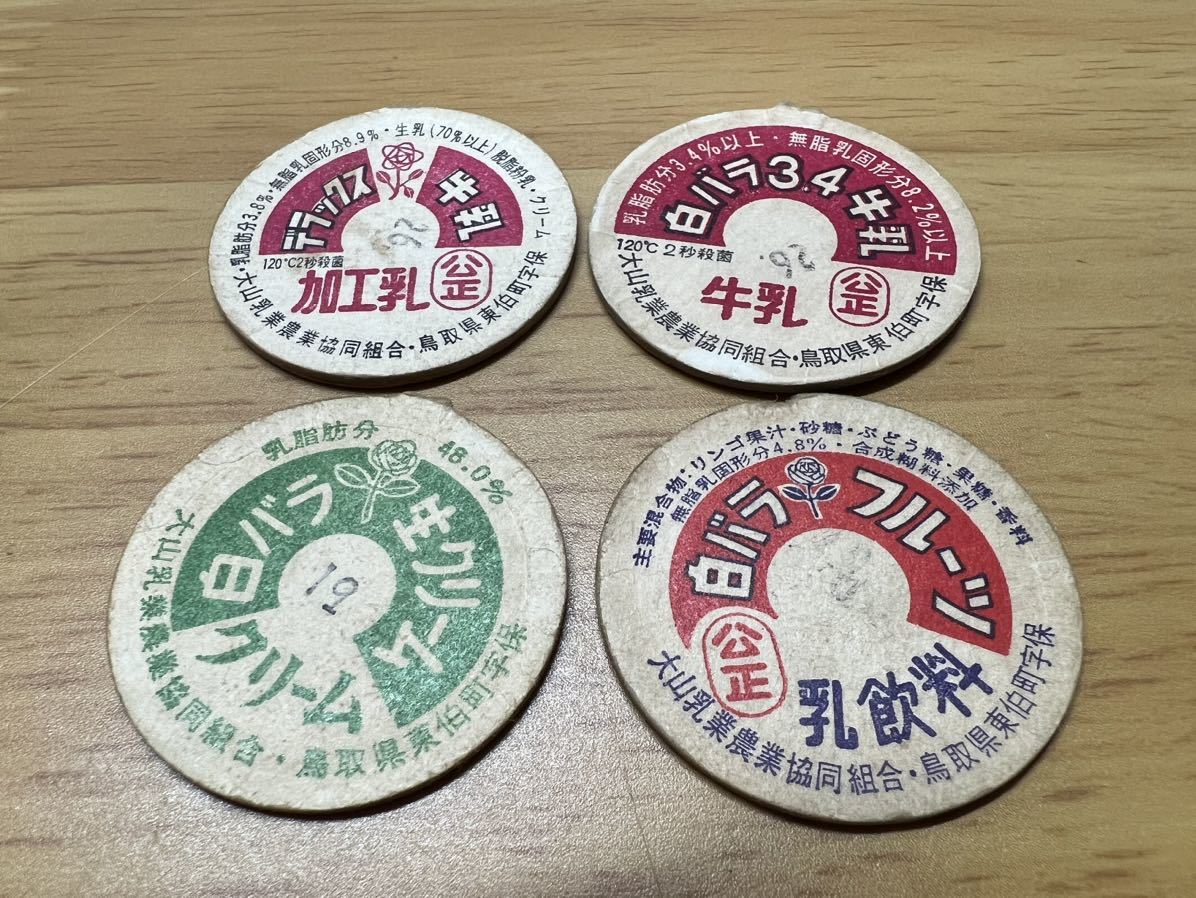 ・乳脂肪分3.8%・無脂乳固形分8.9%・生乳(70%以上)脱脂粉乳・クリーム
デラックス
牛乳
26
120℃2秒殺菌
加工乳
公正
大山乳業農業協同組合・鳥取県東伯町字保
乳脂肪分3.4%以上・無脂乳固形分8.2%以上
白バラ3.4牛乳
26
120℃2秒殺菌
牛乳
公正
大山乳業農業協同組合・鳥取県東伯町字保
乳脂肪分 48.0%
白バラ
生クリーム
19
クリーム
大山乳業農業協同組合・鳥取県東伯町字保
主要混合物・リンゴ果汁・砂糖・ぶどう糖・果糖・香料
無脂乳固形分4.8%・合成糊料添加
白バラ
フルーツ
公正
乳飲料
大山乳業農業協同組合・鳥取県東伯町字保